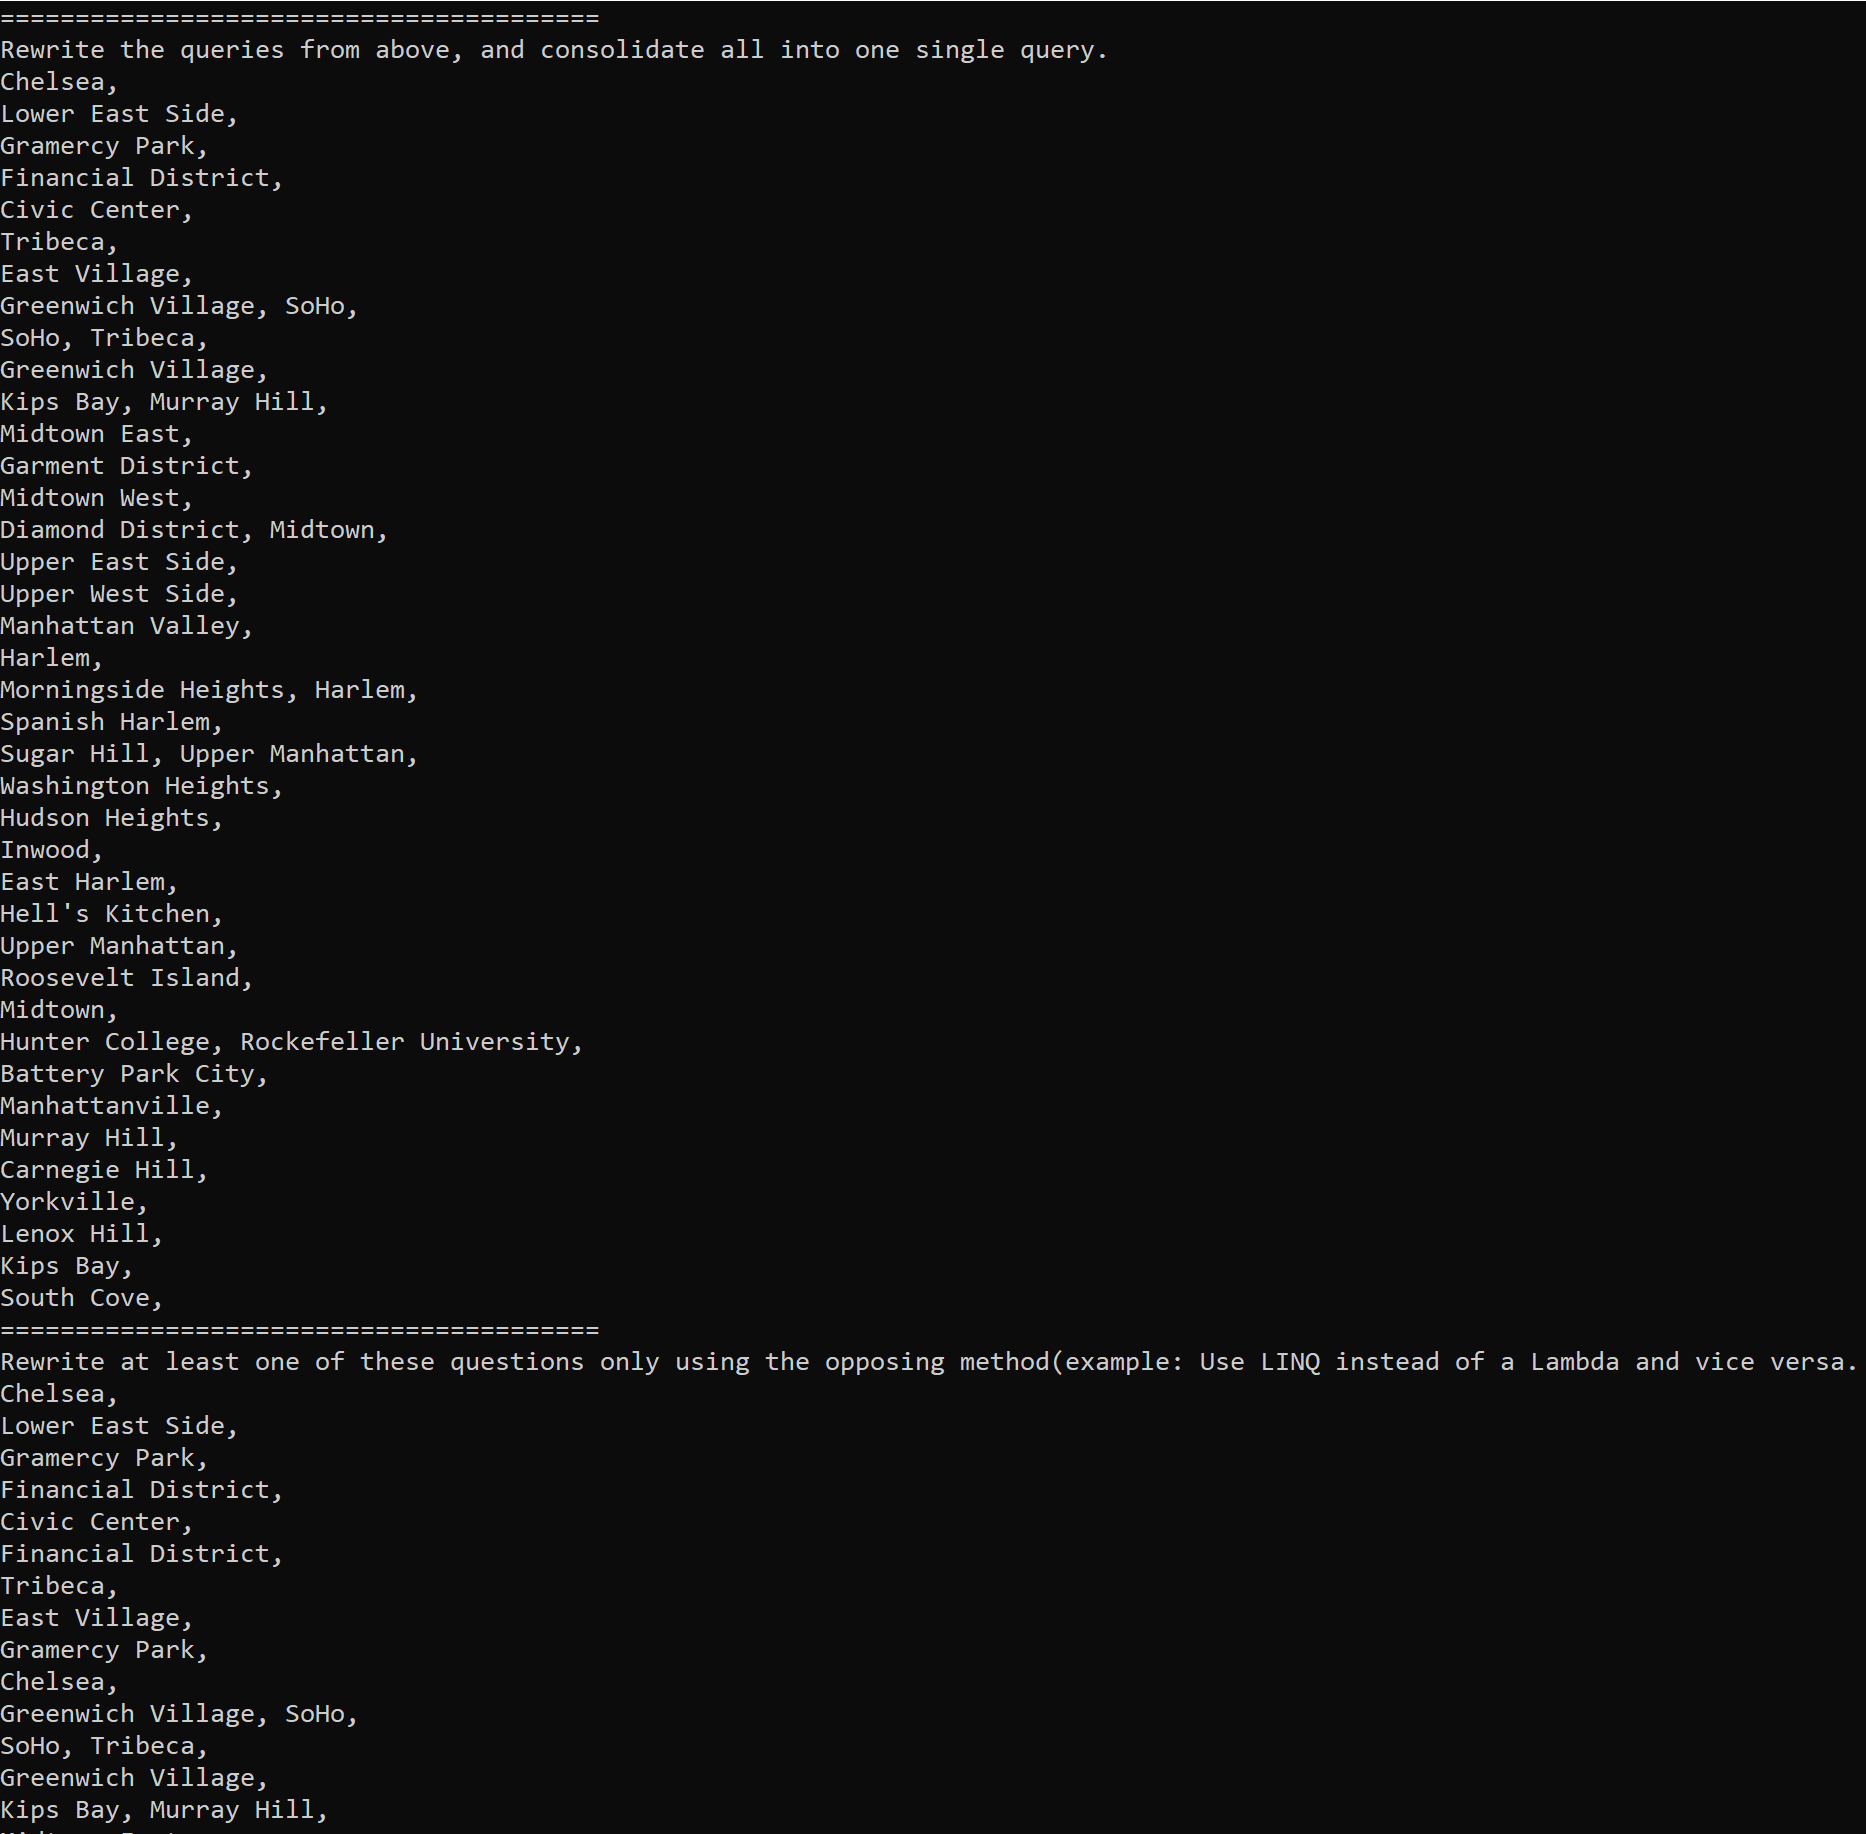 ========================================
Rewrite the queries from above, and consolidate all into one single query.
Chelsea,
Lower East Side,
Gramercy Park,
Financial District,
Civic Center,
Tribeca,
East Village,
Greenwich Village, SoHo,
SoHo, Tribeca,
Greenwich Village,
Kips Bay, Murray Hill,
Midtown East,
Garment District,
Midtown West,
Diamond District, Midtown,
Upper East Side,
Upper West Side,
Manhattan Valley,
Harlem,
Morningside Heights, Harlem,
Spanish Harlem,
Sugar Hill, Upper Manhattan,
Washington Heights,
Hudson Heights,
Inwood,
East Harlem,
Hell's Kitchen,
Upper Manhattan,
Roosevelt Island,
Midtown,
Hunter College, Rockefeller University,
Battery Park City,
Manhattanville,
Murray Hill,
Carnegie Hill,
Yorkville,
Lenox Hill,
Kips Bay,
South Cove,
========================================
Rewrite at least one of these questions only using the opposing method(example: Use LINQ instead of a Lambda and vice versa.
Chelsea,
Lower East Side,
Gramercy Park,
Financial District,
Civic Center,
Financial District,
Tribeca,
East Village,
Gramercy Park,
Chelsea,
Greenwich Village, SoHo,
SoHo, Tribeca,
Greenwich Village,
Kips Bay, Murray Hill,